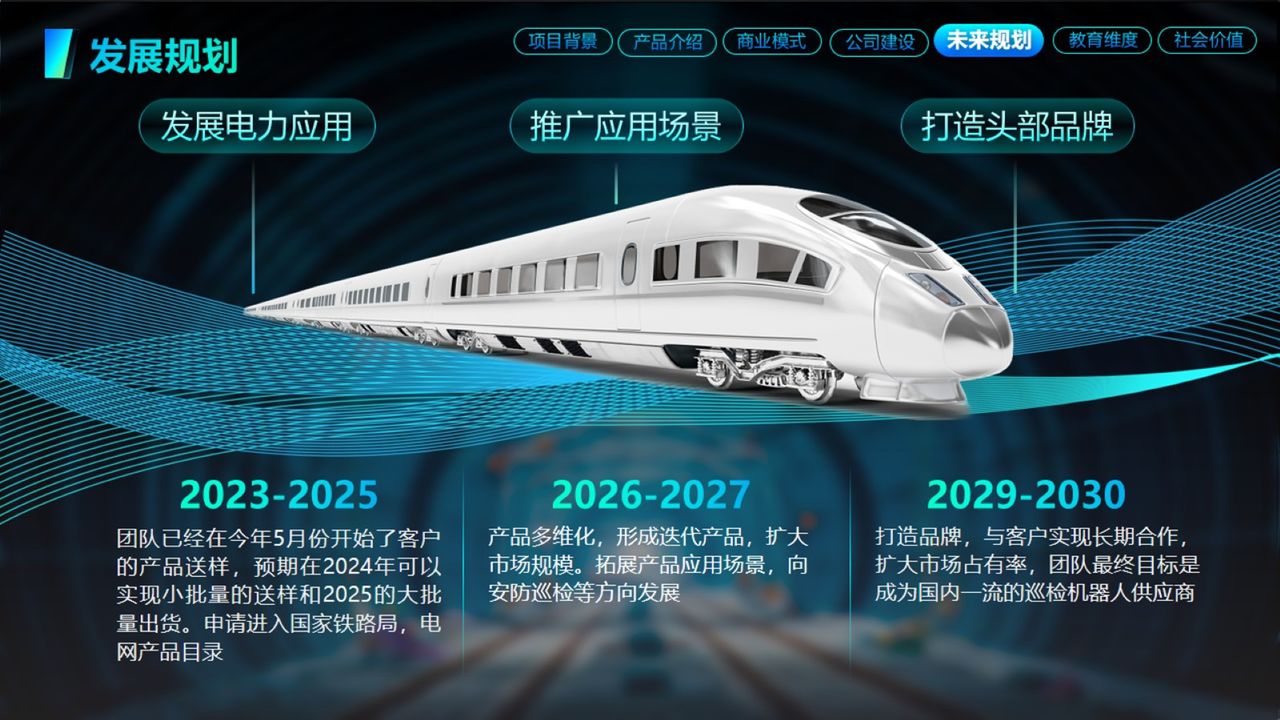 发展规划
项目背景
产品介绍
商业模式
公司建设
未来规划
教育维度
社会价值
发展电力应用
推广应用场景
打造头部品牌
2023-2025
团队已经在今年5月份开始了客户
的产品送样，预期在2024年可以
实现小批量的送样和2025的大批
量出货。申请进入国家铁路局，电
网产品目录
2026-2027
产品多维化，形成迭代产品，扩大
市场规模。拓展产品应用场景，向
安防巡检等方向发展
2029-2030
打造品牌，与客户实现长期合作，
扩大市场占有率，团队最终目标是
成为国内一流的巡检机器人供应商